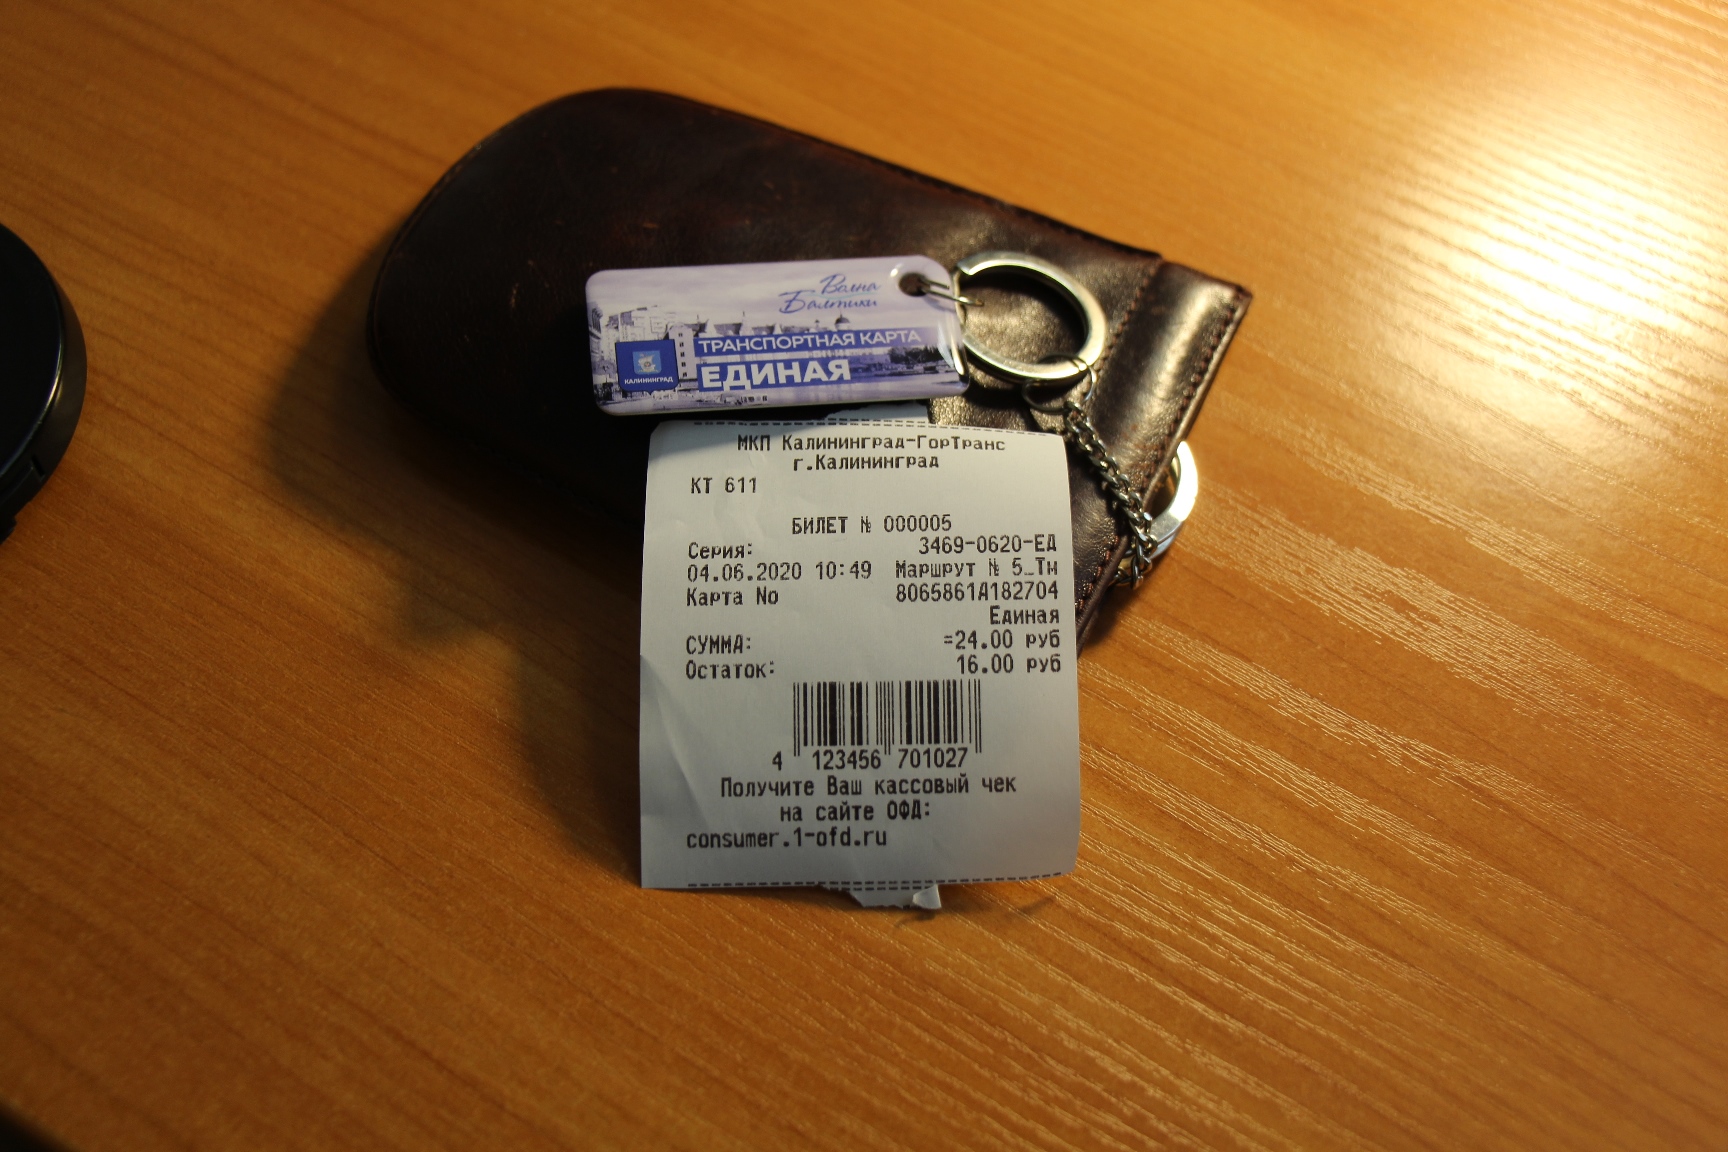 Волна
Балтики
ТРАНСПОРТНАЯ КАРТА
ЕДИНАЯ
КАЛИНИНГРАД
МКП Калининград-ГорТранс
г.Калининград
КТ 611
БИЛЕТ № 000005
Серия: 3469-0620-ЕД
04.06.2020 10:49 Маршрут № 5_Тм
Карта No 8065861A182704
Единая
СУММА: =24.00 руб
Остаток: 16.00 руб
4 123456 701027
Получите Ваш кассовый чек
на сайте ОФД:
consumer.1-ofd.ru